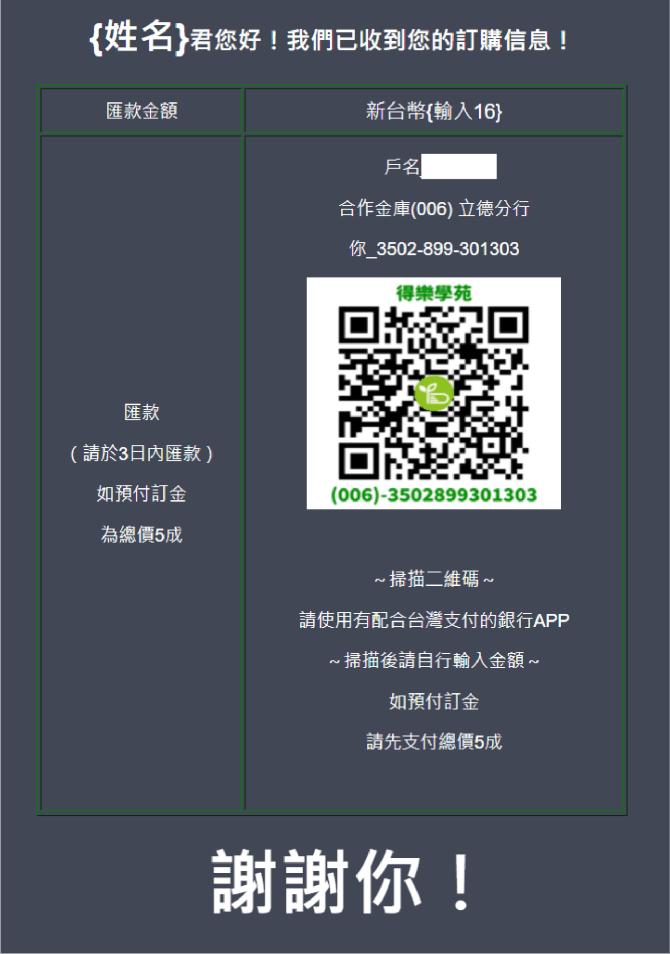 {姓名}君您好！我們已收到您的訂購信息！
匯款金額
新台幣{輸入16}
匯款
（請於3日內匯款）
如預付訂金
為總價5成
戶名
合作金庫(006) 立德分行
你_3502-899-301303
得樂學苑
(006)-3502899301303
～掃描二維碼～
請使用有配合台灣支付的銀行APP
～掃描後請自行輸入金額～
如預付訂金
請先支付總價5成
謝謝你！